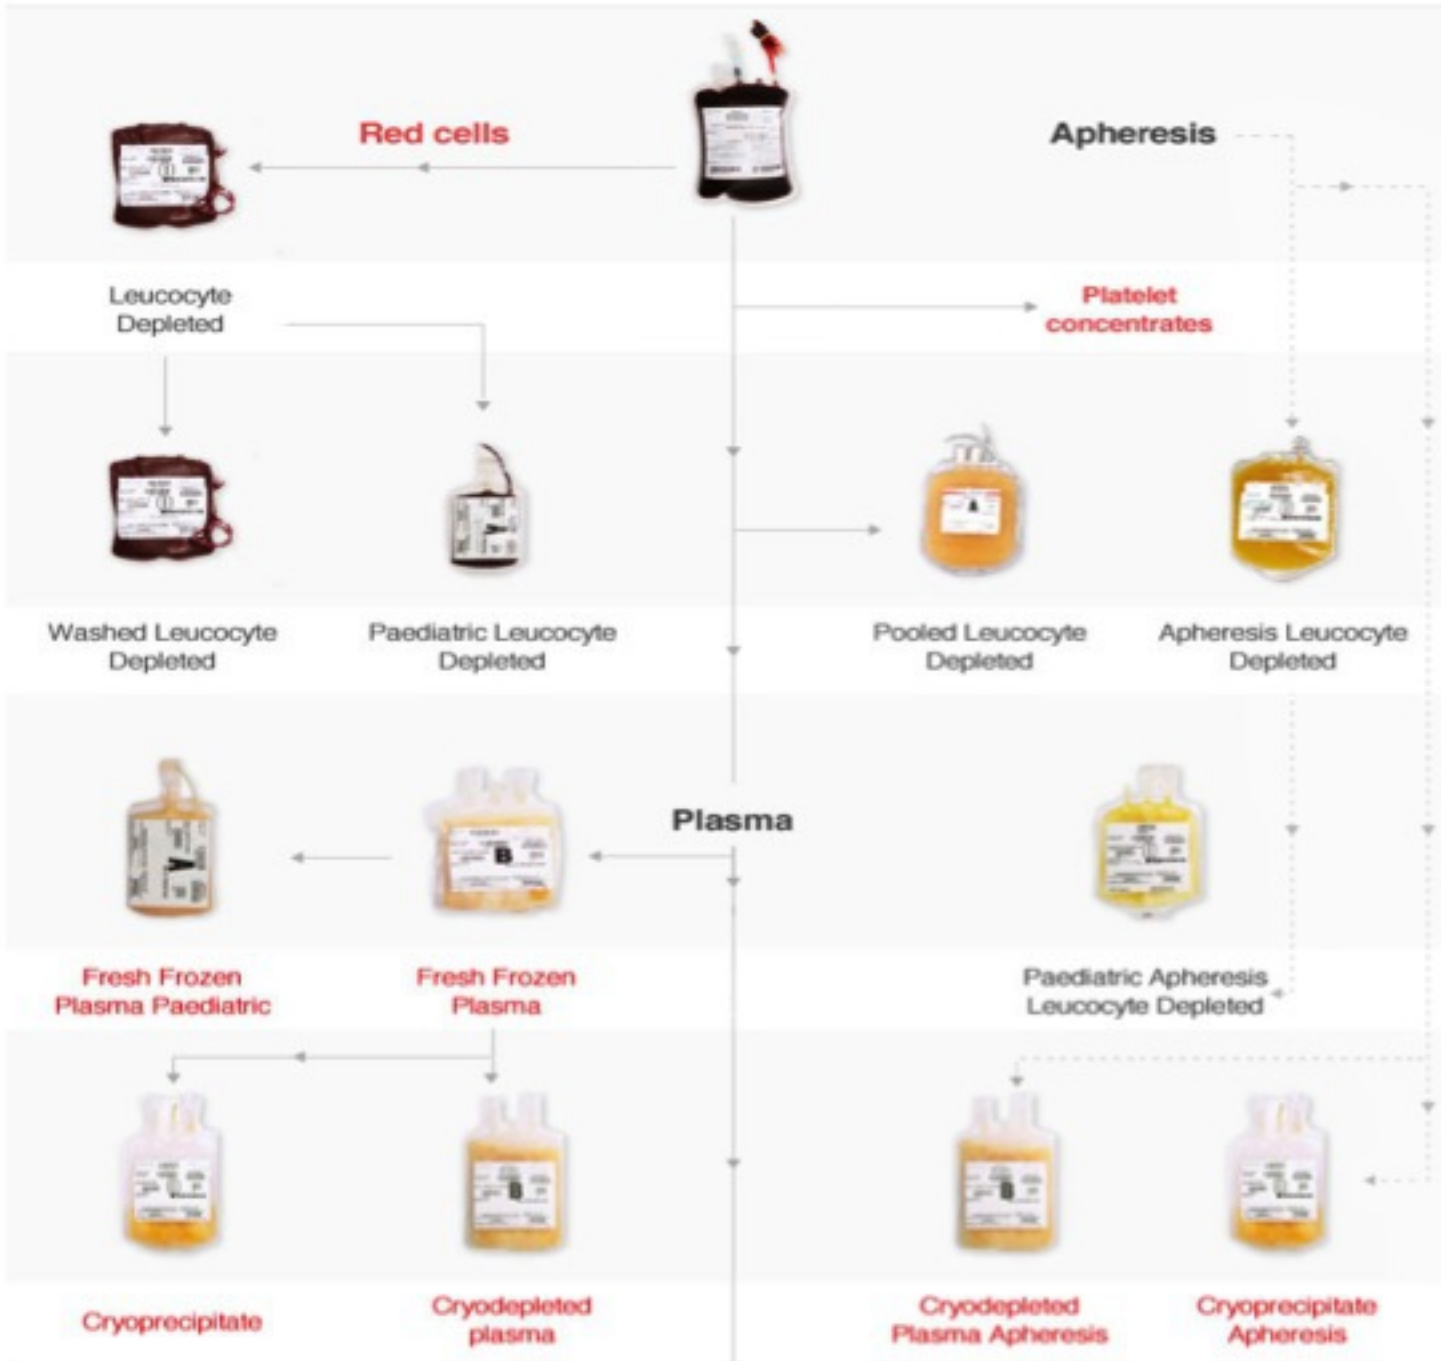 Red cells
Apheresis
Leucocyte
Depleted
Platelet
concentrates
Washed Leucocyte
Depleted
Paediatric Leucocyte
Depleted
Pooled Leucocyte
Depleted
Apheresis Leucocyte
Depleted
A
Plasma
B
A
Fresh Frozen
Plasma Paediatric
Fresh Frozen
Plasma
Paediatric Apheresis
Leucocyte Depleted
B
B
Cryoprecipitate
Cryodepleted
plasma
Cryodepleted
Plasma Apheresis
Cryoprecipitate
Apheresis